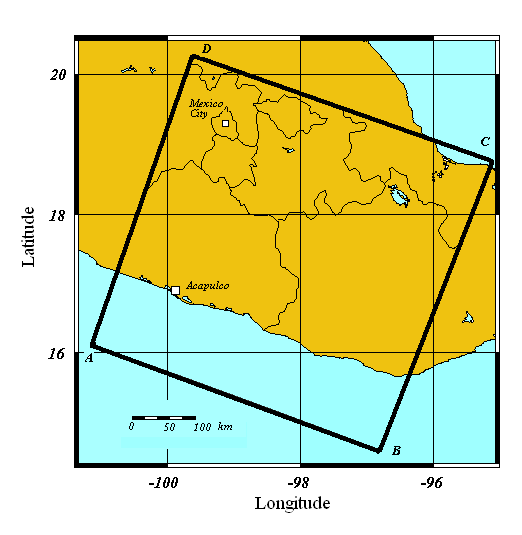 D
20
Mexico
City
C
18
Latitude
Acapulco
16
A
0 50 100 km
B
-100 -98 -96
Longitude